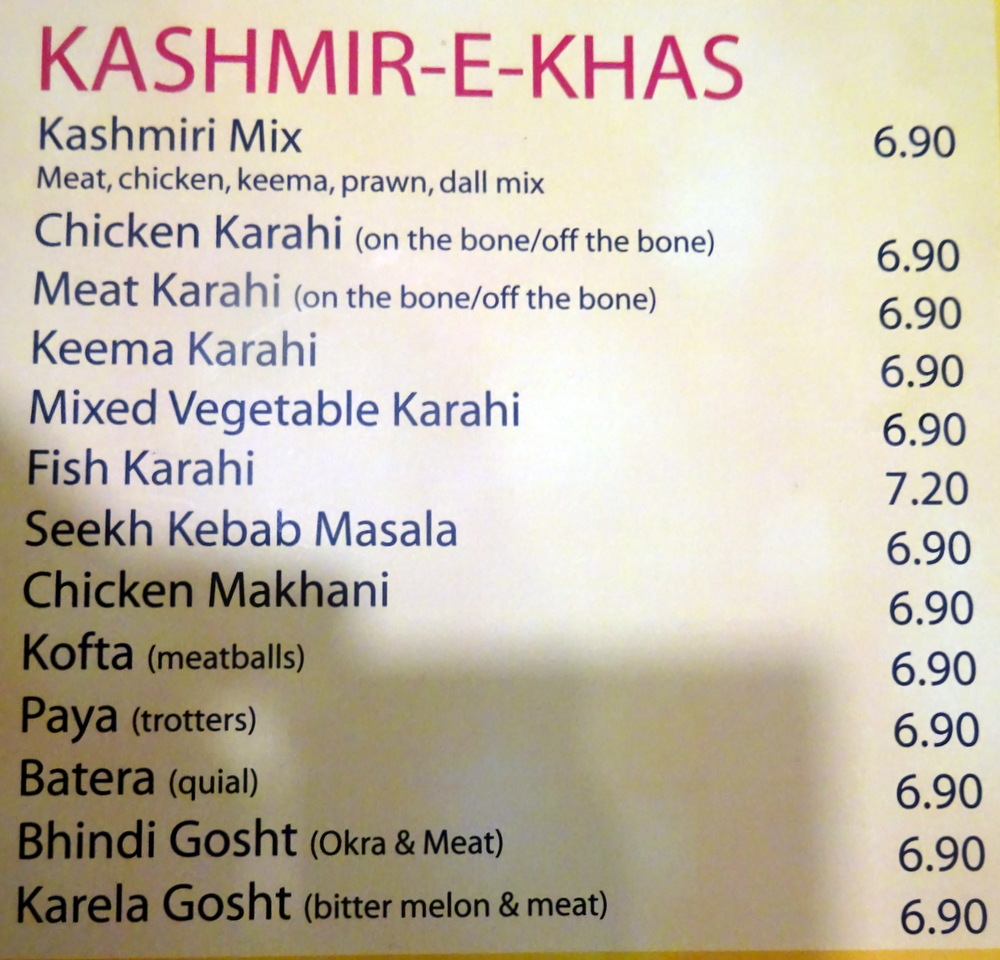 KASHMIR-E-KHAS
Kashmiri Mix 6.90
Meat, chicken, keema, prawn, dall mix
Chicken Karahi (on the bone/off the bone) 6.90
Meat Karahi (on the bone/off the bone) 6.90
Keema Karahi 6.90
Mixed Vegetable Karahi 6.90
Fish Karahi 7.20
Seekh Kebab Masala 6.90
Chicken Makhani 6.90
Kofta (meatballs) 6.90
Paya (trotters) 6.90
Batera (quial) 6.90
Bhindi Gosht (Okra & Meat) 6.90
Karela Gosht (bitter melon & meat) 6.90